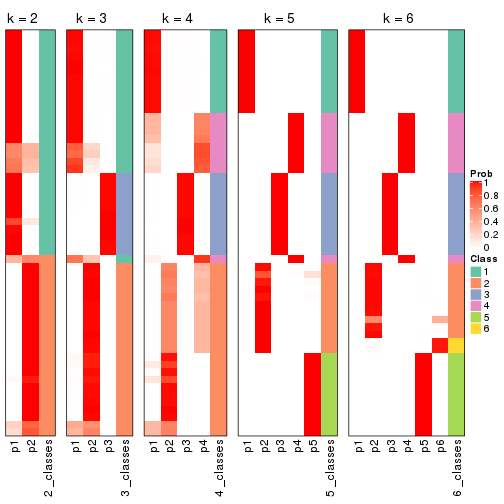 k = 2
k = 3
k = 4
k = 5
k = 6
Prob
1
0.8
0.6
0.4
0.2
0
Class
1
2
3
4
5
6
p1
p2
2_classes
p1
p2
p3
3_classes
p1
p2
p3
p4
4_classes
p1
p2
p3
p4
p5
5_classes
p1
p2
p3
p4
p5
p6
6_classes